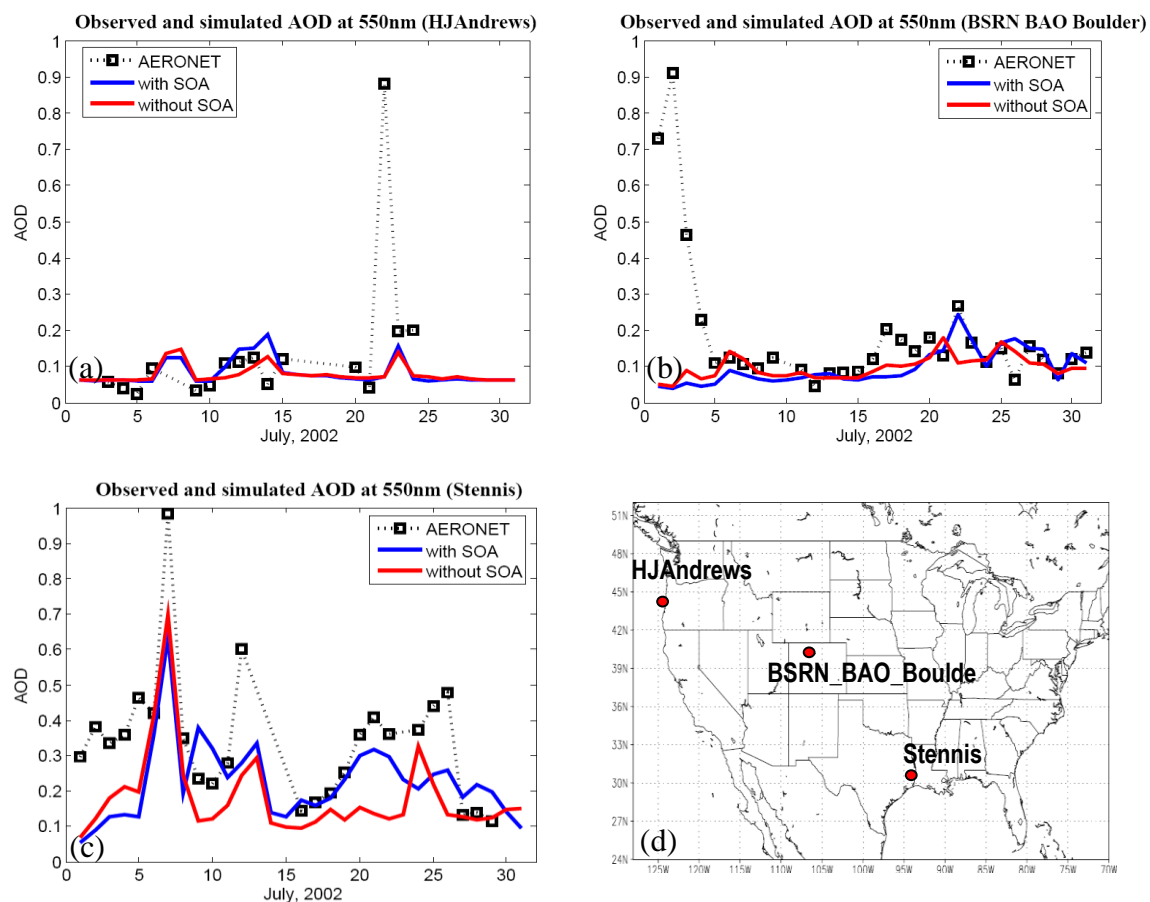 Observed and simulated AOD at 550nm (HJAndrews)
1
0.9
0.8
0.7
0.6
0.5
0.4
0.3
0.2
0.1
0
AOD
AERONET
with SOA
without SOA
(a)
0 5 10 15 20 25 30
July, 2002
Observed and simulated AOD at 550nm (BSRN BAO Boulder)
1
0.9
0.8
0.7
0.6
0.5
0.4
0.3
0.2
0.1
0
AOD
AERONET
with SOA
without SOA
(b)
0 5 10 15 20 25 30
July, 2002
Observed and simulated AOD at 550nm (Stennis)
1
0.9
0.8
0.7
0.6
0.5
0.4
0.3
0.2
0.1
0
AOD
AERONET
with SOA
without SOA
(c)
0 5 10 15 20 25 30
July, 2002
51N
48N
45N
42N
39N
36N
33N
30N
27N
24N
HJAndrews
BSRN_BAO_Boulde
Stennis
(d)
125W 120W 115W 110W 105W 100W 95W 90W 85W 80W 75W 70W